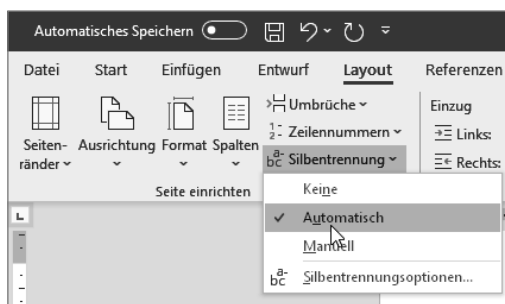 Automatisches Speichern
Datei Start Einfügen Entwurf Layout Referenzen
Umbrüche Einzug
Zeilennummern Links:
Seiten- Ausrichtung Format Spalten
ränder Silbentrennung Rechts:
Seite einrichten Keine
Automatisch
Manuell
Silbentrennungsoptionen...